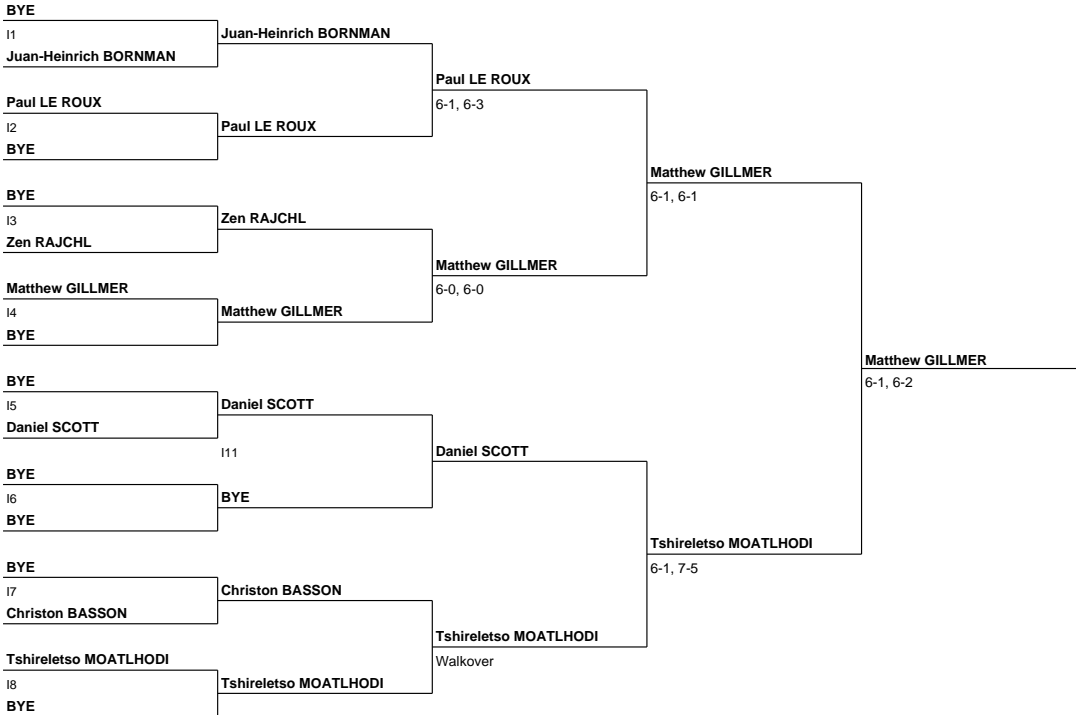 BYE
I1
Juan-Heinrich BORNMAN
Juan-Heinrich BORNMAN
Paul LE ROUX
6-1, 6-3
Paul LE ROUX
I2
BYE
Paul LE ROUX
Matthew GILLMER
6-1, 6-1
BYE
I3
Zen RAJCHL
Zen RAJCHL
Matthew GILLMER
6-0, 6-0
Matthew GILLMER
I4
BYE
Matthew GILLMER
Matthew GILLMER
6-1, 6-2
BYE
I5
Daniel SCOTT
Daniel SCOTT
I11
Daniel SCOTT
BYE
I6
BYE
BYE
Tshireletso MOATLHODI
6-1, 7-5
BYE
I7
Christon BASSON
Christon BASSON
Tshireletso MOATLHODI
Walkover
Tshireletso MOATLHODI
I8
BYE
Tshireletso MOATLHODI